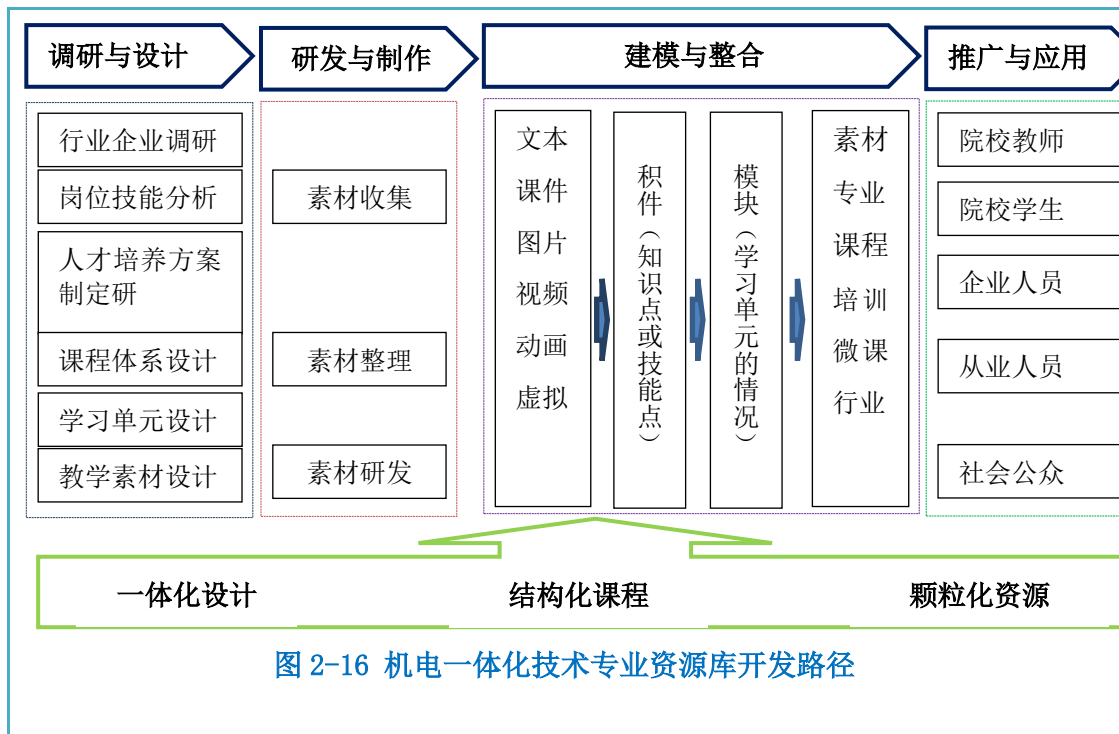 调研与设计
研发与制作
建模与整合
推广与应用
行业企业调研
岗位技能分析
人才培养方案
制定研
课程体系设计
学习单元设计
教学素材设计
素材收集
素材整理
素材研发
文本
课件
图片
视频
动画
虚拟
积件（知识点或技能点）
模块（学习单元的情况）
素材
专业
课程
培训
微课
行业
院校教师
院校学生
企业人员
从业人员
社会公众
一体化设计
结构化课程
颗粒化资源
图 2-16 机电一体化技术专业资源库开发路径